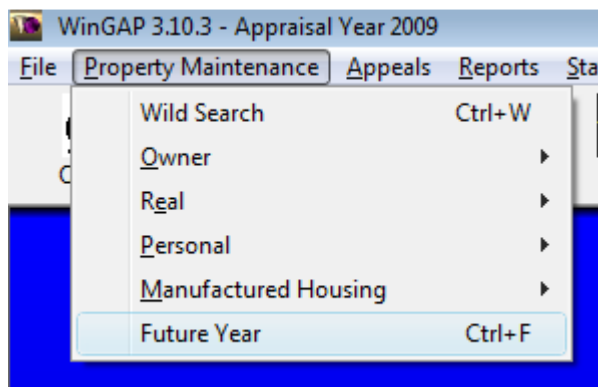 WinGAP 3.10.3 - Appraisal Year 2009
File Property Maintenance Appeals Reports
Wild Search Ctrl+W
Owner
Real
Personal
Manufactured Housing
Future Year Ctrl+F